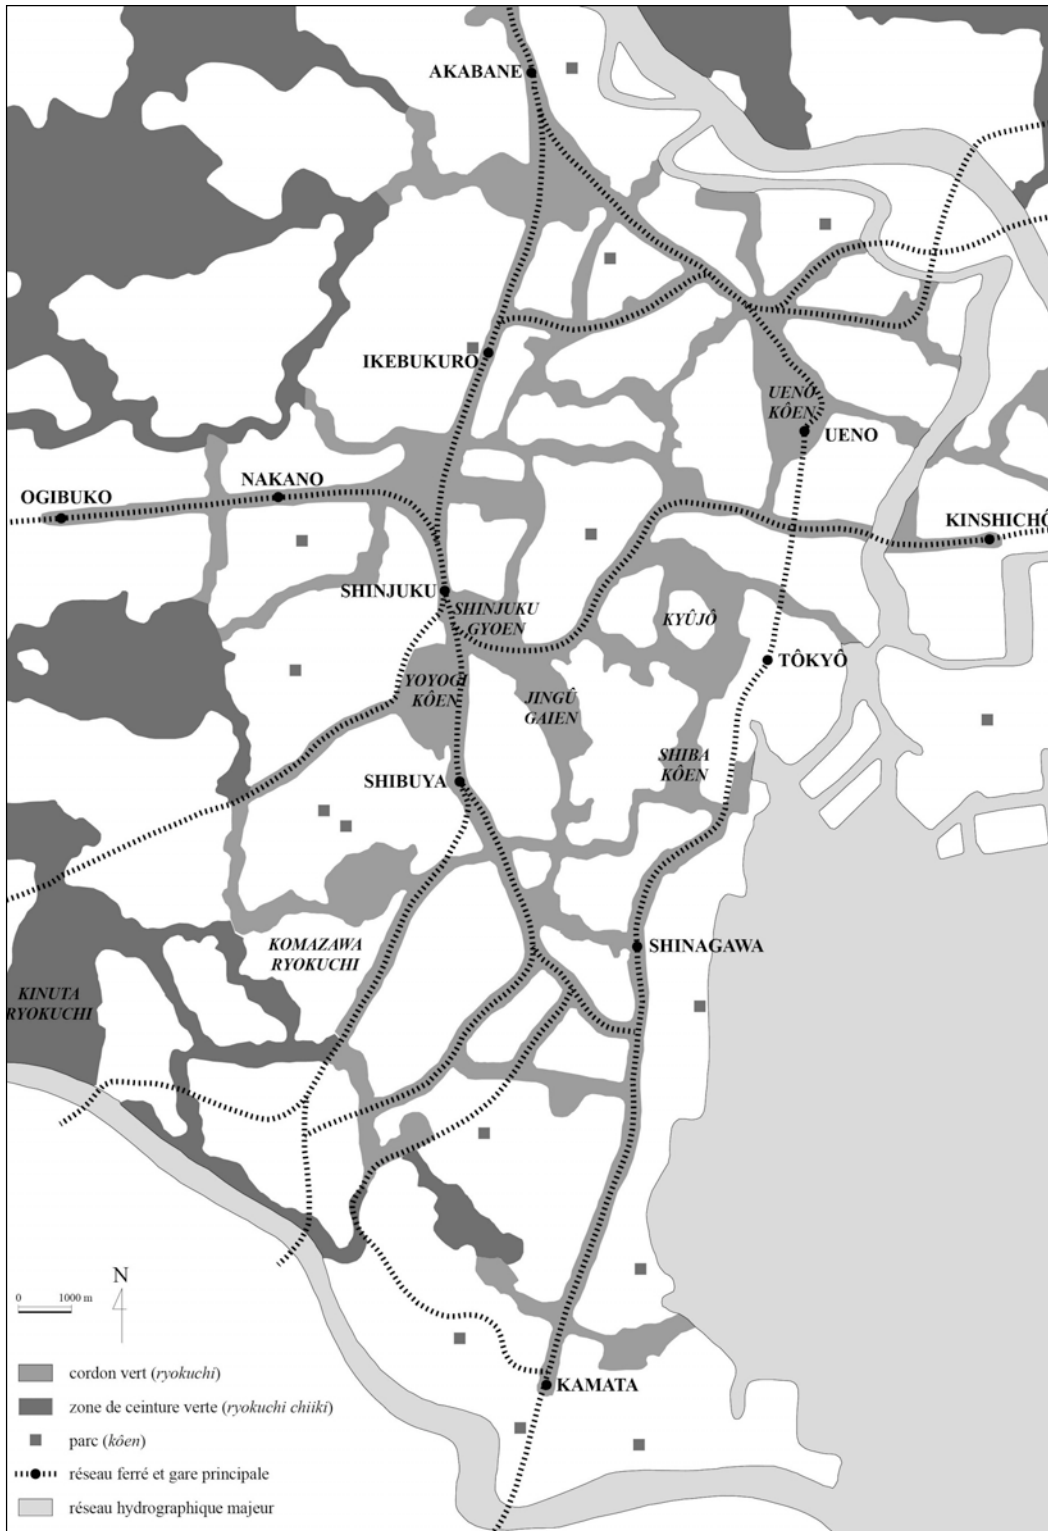 AKABANE
IKEBUKURO
UENO
KÔEN
UENO
NAKANO
OGIBUKO
KINSHICHÔ
SHINJUKU
SHINJUKU
GYOEN
KYÛJÔ
TÔKYÔ
YOYOGI
KÔEN
JINGÛ
GAIEN
SHIBA
KÔEN
SHIBUYA
KOMAZAWA
RYOKUCHI
SHINAGAWA
KINUTA
RYOKUCHI
N
0 1000 m
KAMATA
cordon vert (ryokuchi)
zone de ceinture verte (ryokuchi chiiki)
parc (kôen)
réseau ferré et gare principale
réseau hydrographique majeur